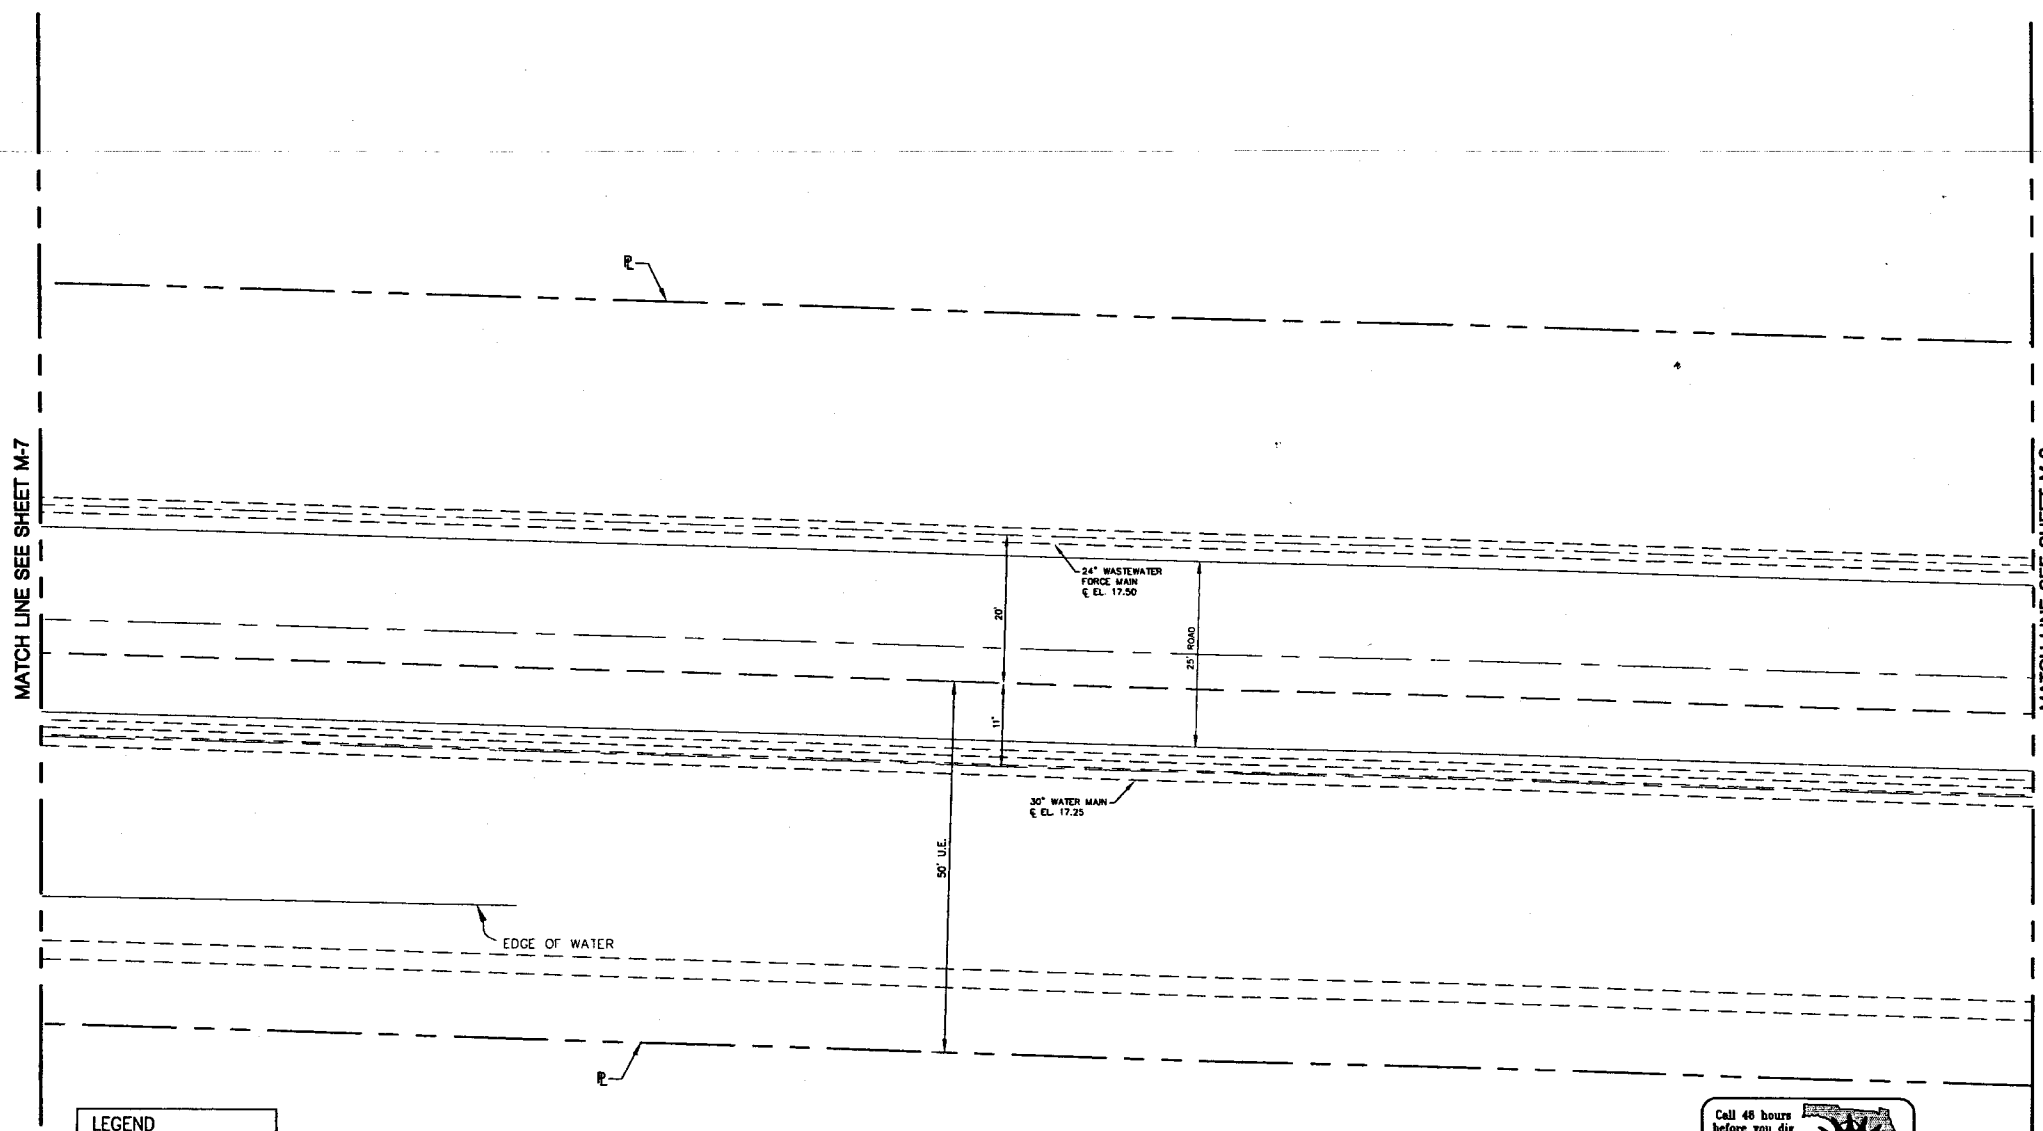 MATCH LINE SEE SHEET M-7
℄
24" WASTEWATER
FORCE MAIN
℄ EL. 17.50
20'
25' ROAD
11'
30" WATER MAIN
℄ EL. 17.25
50' U.E.
EDGE OF WATER
LEGEND
Call 48 hours
before you dig